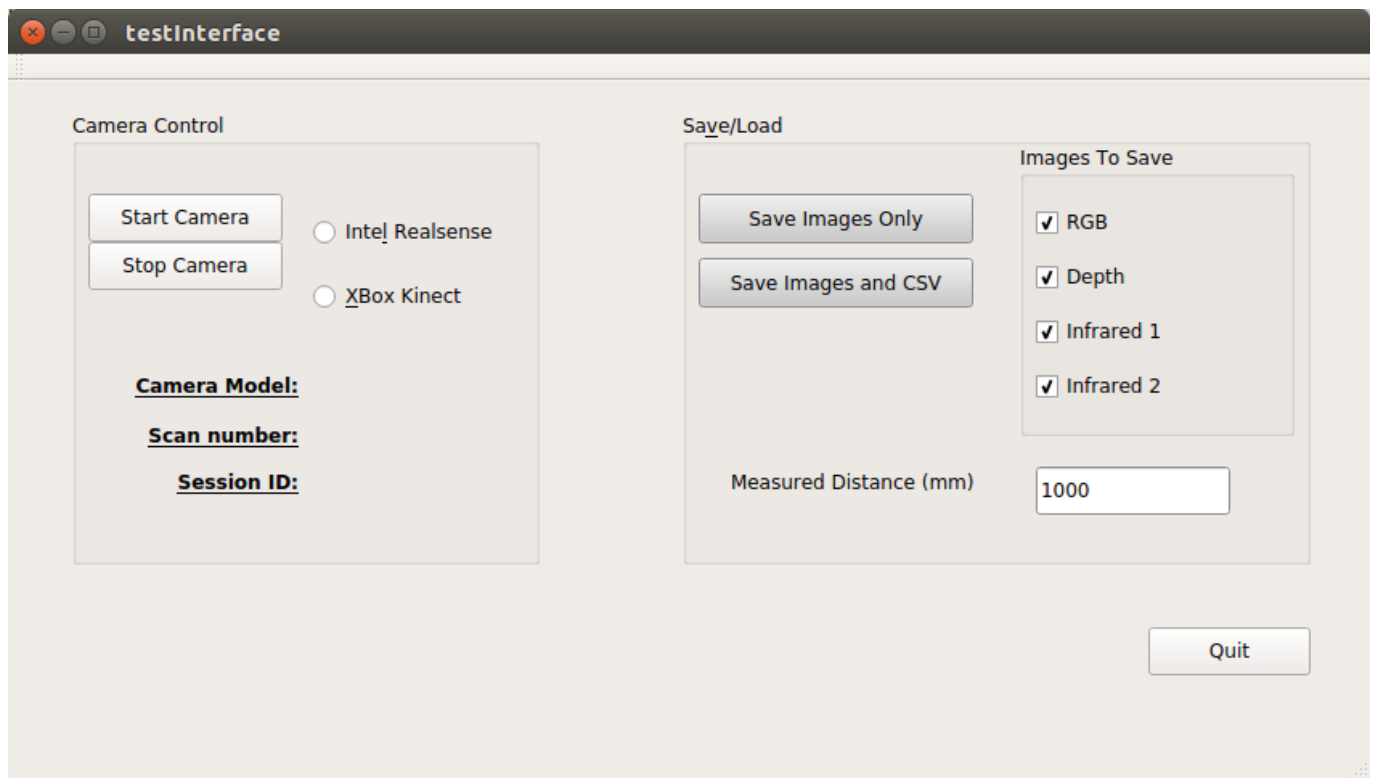 testInterface
Camera Control
Start Camera
Stop Camera
Intel Realsense
XBox Kinect
Camera Model:
Scan number:
Session ID:
Save/Load
Save Images Only
Save Images and CSV
Images To Save
RGB
Depth
Infrared 1
Infrared 2
Measured Distance (mm)
1000
Quit